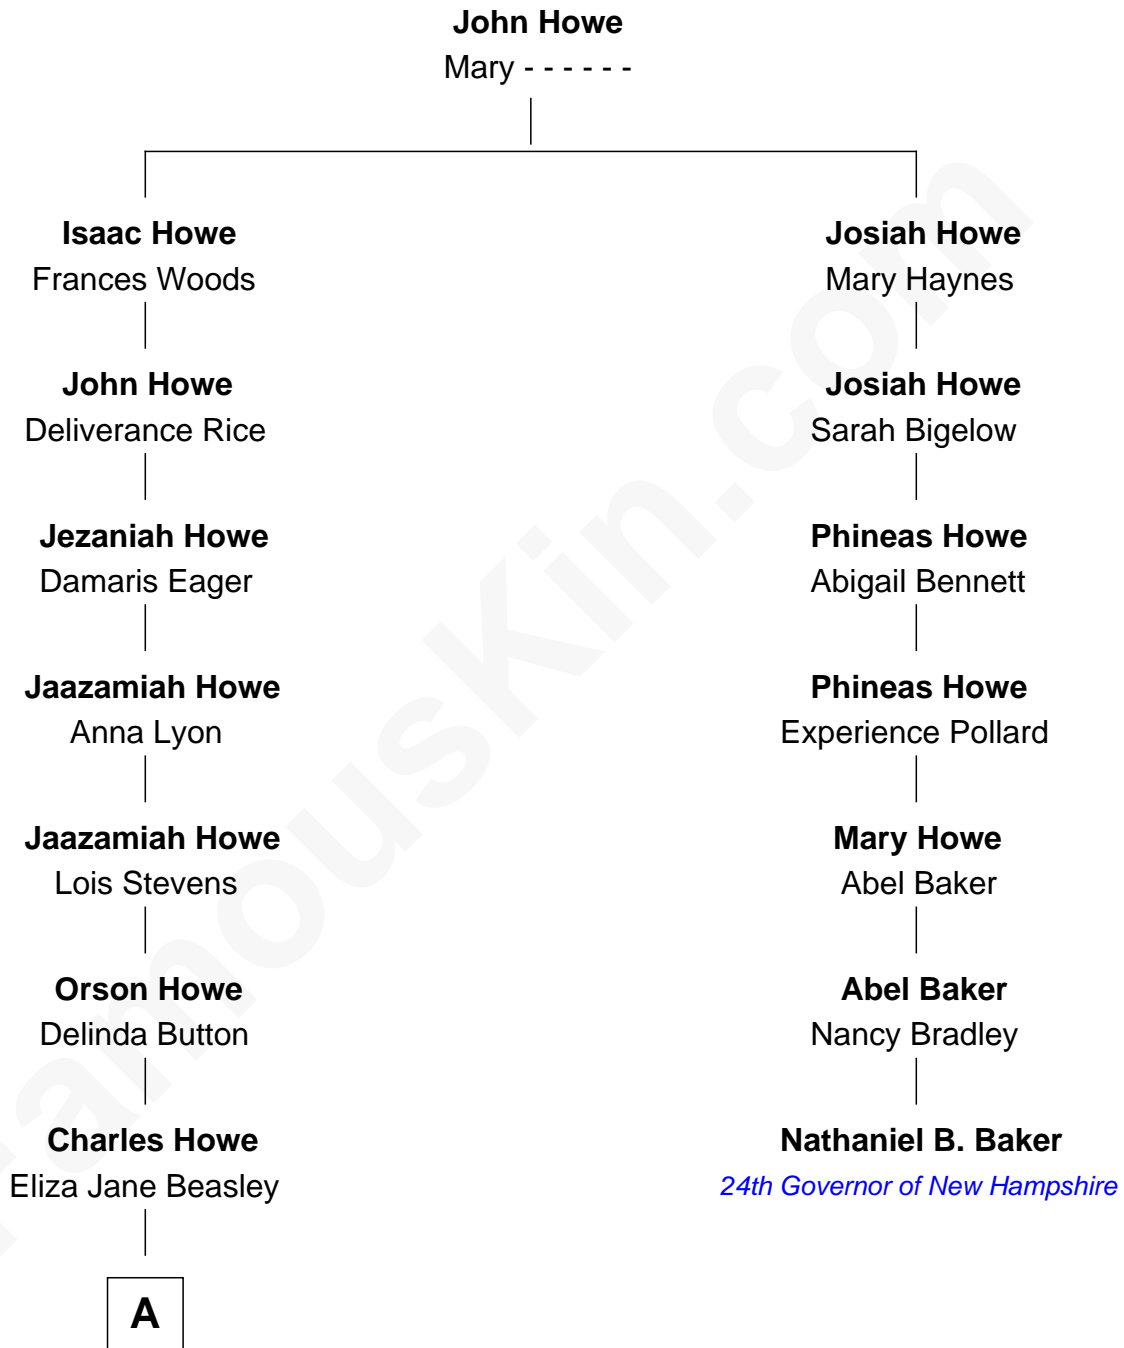 John Howe
Mary - - - - - -
Isaac Howe
Frances Woods
Josiah Howe
Mary Haynes
John Howe
Deliverance Rice
Josiah Howe
Sarah Bigelow
Jezaniah Howe
Damaris Eager
Phineas Howe
Abigail Bennett
Jaazamiah Howe
Anna Lyon
Phineas Howe
Experience Pollard
Jaazamiah Howe
Lois Stevens
Mary Howe
Abel Baker
Orson Howe
Delinda Button
Abel Baker
Nancy Bradley
Charles Howe
Eliza Jane Beasley
Nathaniel B. Baker
24th Governor of New Hampshire
A
FamousKin.com